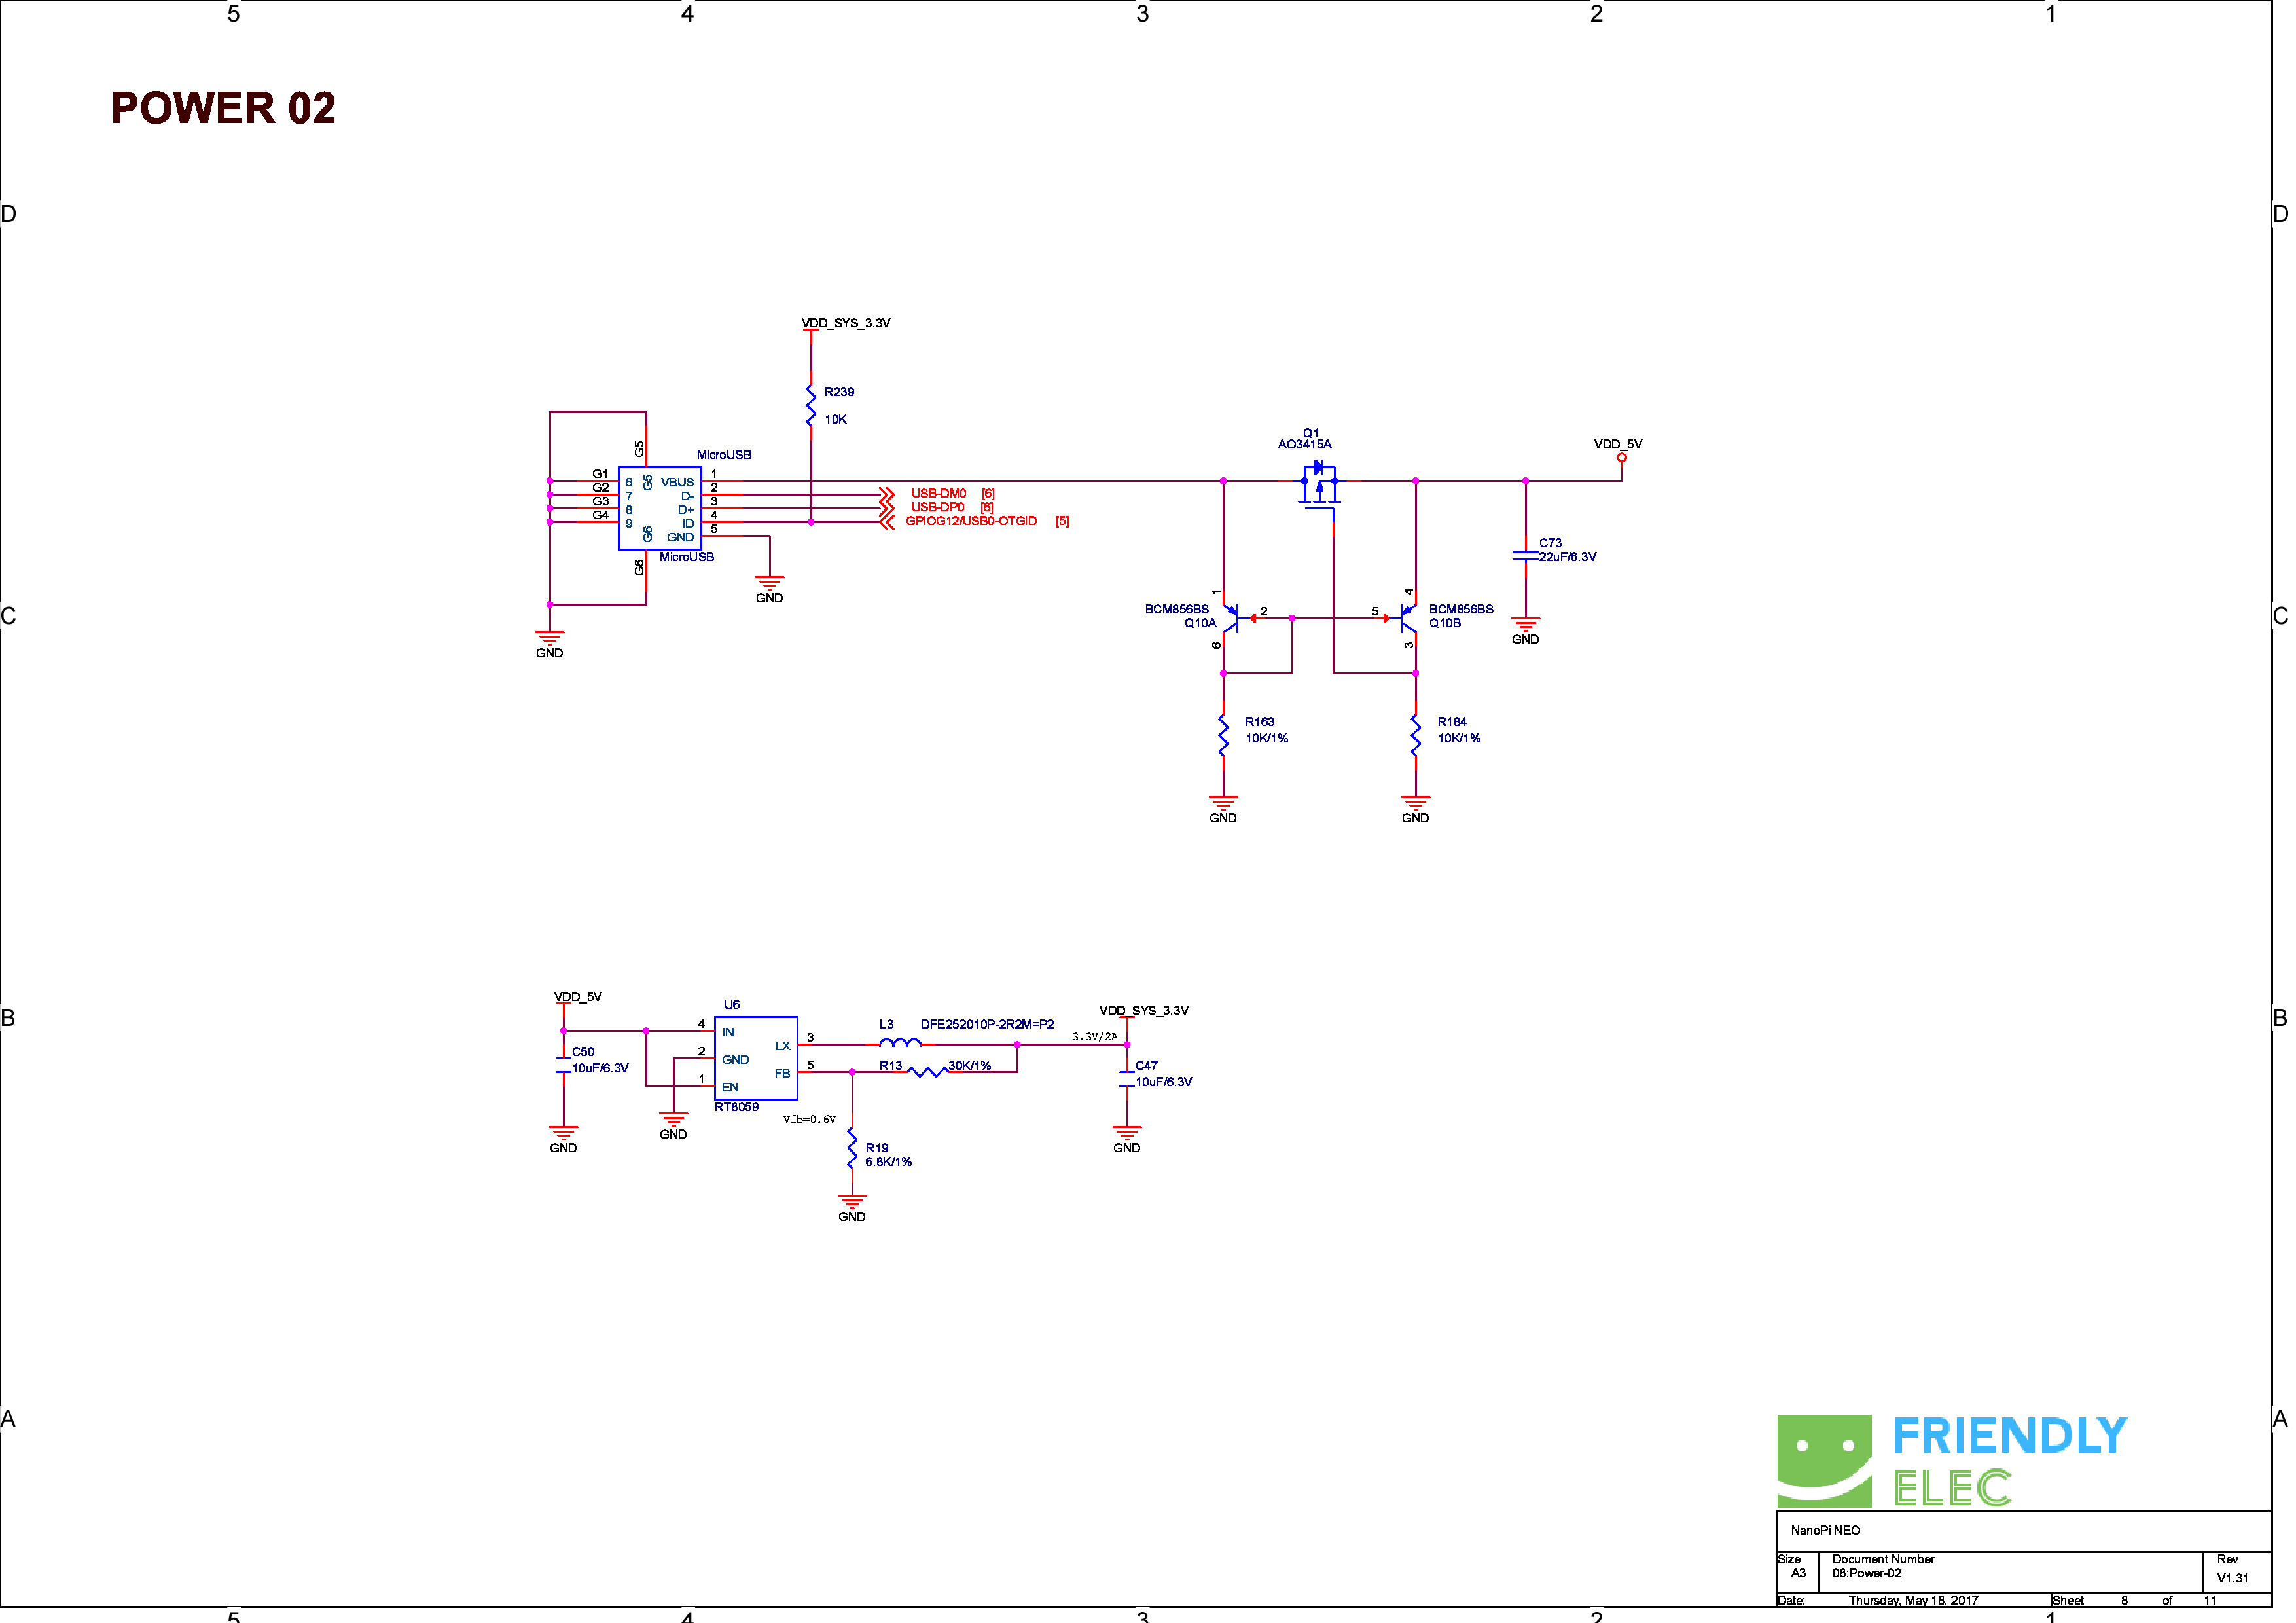 5 4 3 2 1
POWER 02
D D
VDD_SYS_3.3V
R239
10K
G5
MicroUSB
G1 6 G5 VBUS 1
G2 7 D- 2
G3 8 D+ 3
G4 9 ID 4
G6 GND 5
MicroUSB
G6
USB-DM0 [6]
USB-DP0 [6]
GPIOG12/USB0-OTGID [5]
GND
GND
Q1
AO3415A
VDD_5V
C73
22uF/6.3V
GND
C C
1
BCM856BS
Q10A
2
6
4
5
BCM856BS
Q10B
3
R163
10K/1%
R184
10K/1%
GND
GND
B B
VDD_5V
U6
4 IN
2 GND
1 EN
LX 3
FB 5
RT8059
C50
10uF/6.3V
GND
GND
L3 DFE252010P-2R2M=P2
R13 30K/1%
Vfb=0.6V
R19
6.8K/1%
GND
VDD_SYS_3.3V
3.3V/2A
C47
10uF/6.3V
GND
A A
FRIENDLY
ELEC
NanoPi NEO
Size Document Number Rev
A3 08:Power-02 V1.31
Date: Thursday, May 18, 2017 Sheet 8 of 11
5 4 3 2 1